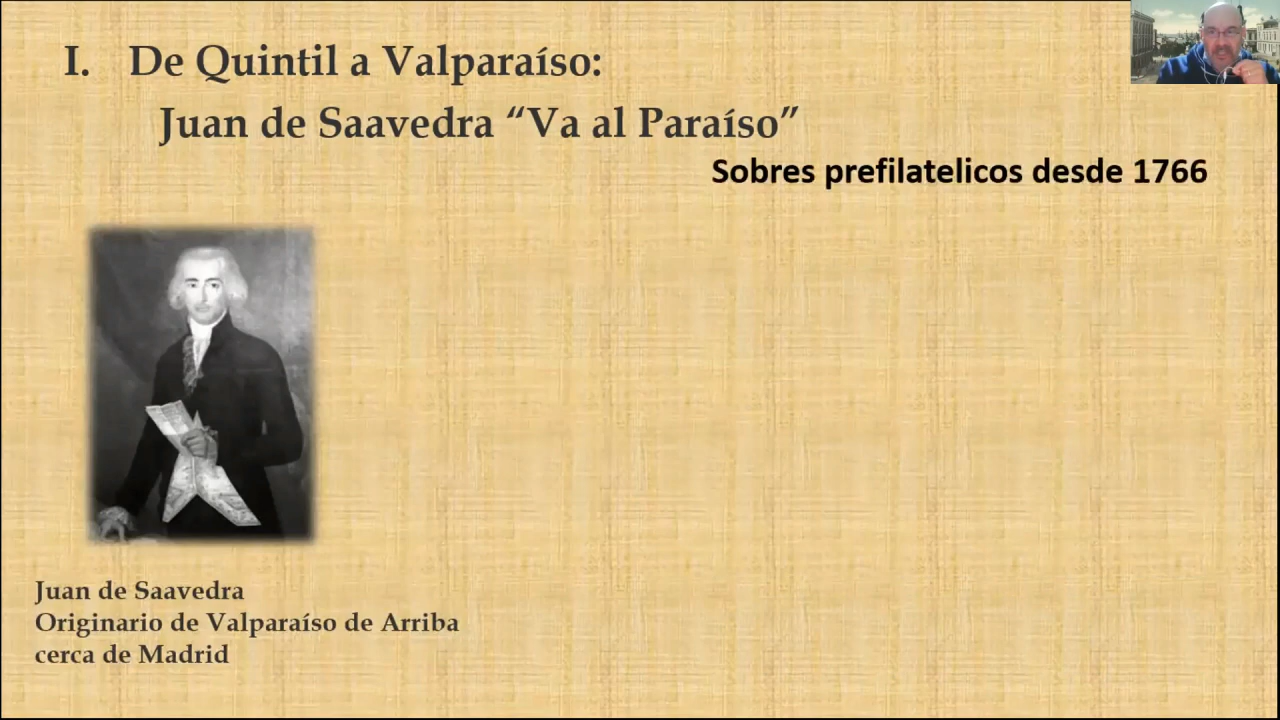 I. De Quintil a Valparaíso:
Juan de Saavedra “Va al Paraíso”
Sobres prefilatelicos desde 1766
Juan de Saavedra
Originario de Valparaíso de Arriba
cerca de Madrid